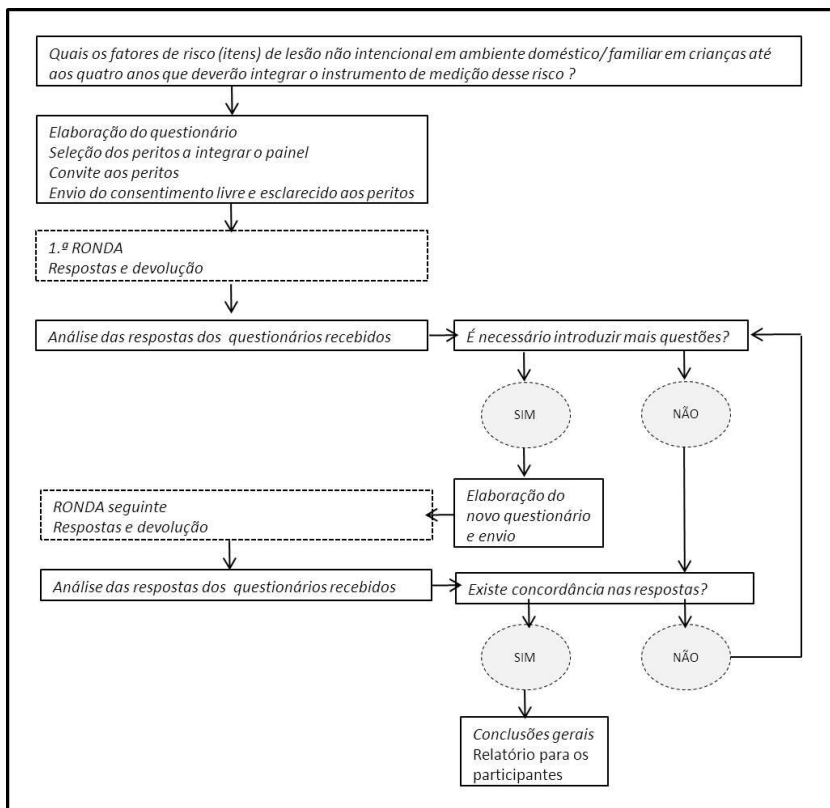 Quais os fatores de risco (itens) de lesão não intencional em ambiente doméstico/ familiar em crianças até
aos quatro anos que deverão integrar o instrumento de medição desse risco ?
Elaboração do questionário
Seleção dos peritos a integrar o painel
Convite aos peritos
Envio do consentimento livre e esclarecido aos peritos
1.ª RONDA
Respostas e devolução
Análise das respostas dos questionários recebidos
É necessário introduzir mais questões?
SIM
NÃO
Elaboração do
novo questionário
e envio
RONDA seguinte
Respostas e devolução
Análise das respostas dos questionários recebidos
Existe concordância nas respostas?
SIM
NÃO
Conclusões gerais
Relatório para os
participantes